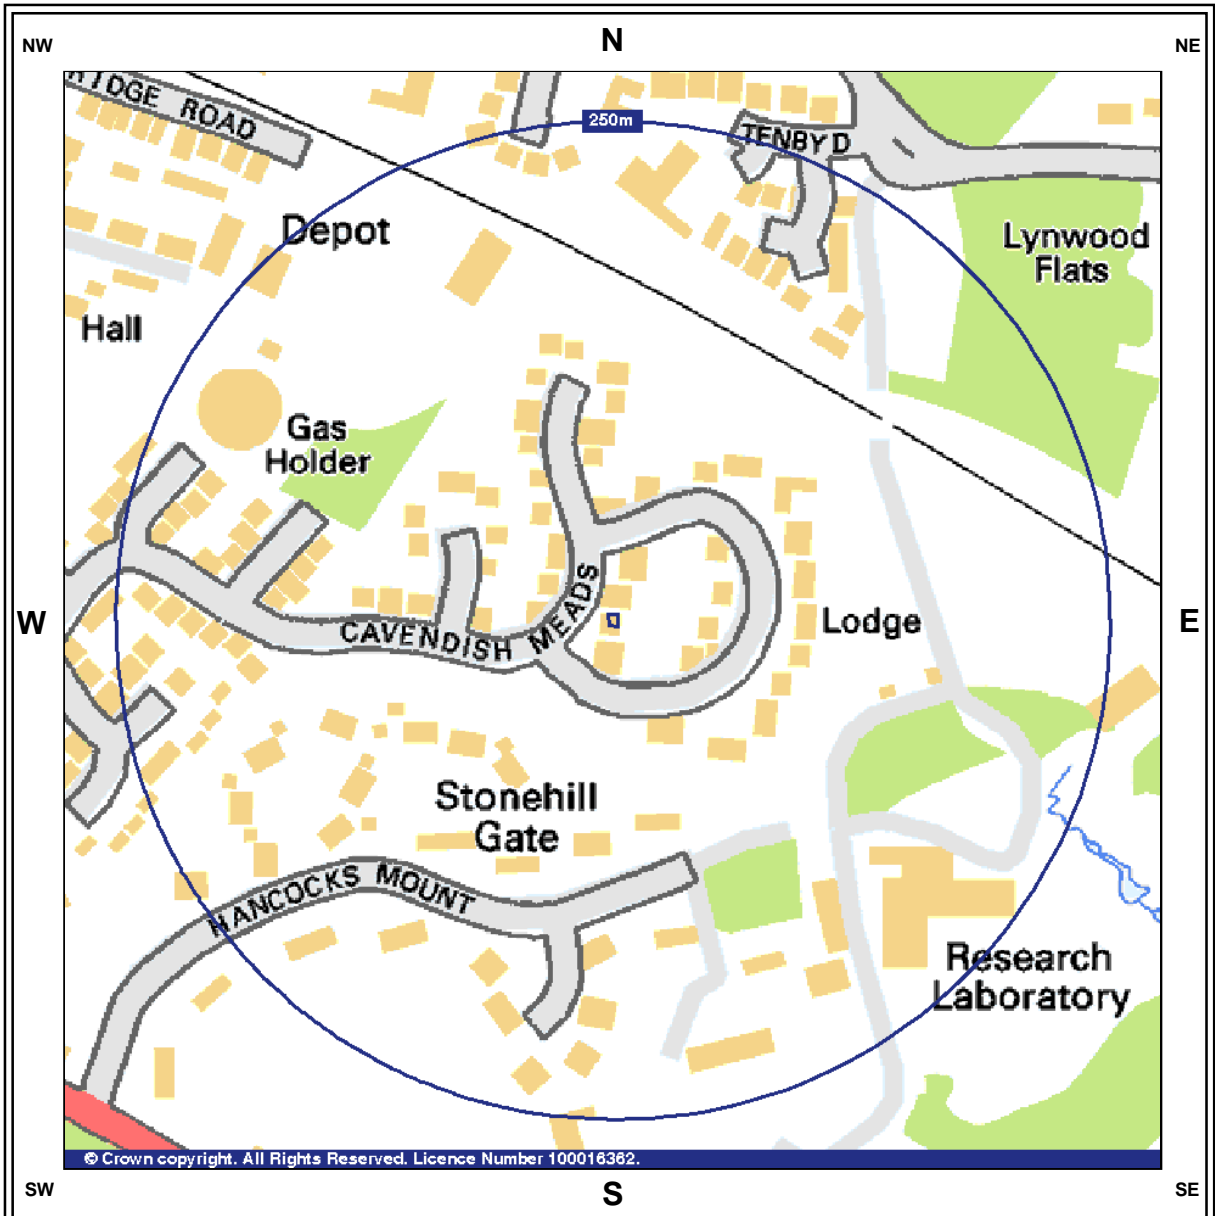 NW
N
NE
RIDGE ROAD
250m
TENBY D
Depot
Lynwood
Flats
Hall
Gas
Holder
W
CAVENDISH MEADS
Lodge
E
Stonehill
Gate
HANCOCKS MOUNT
Research
Laboratory
© Crown copyright. All Rights Reserved. Licence Number 100016362.
SW
S
SE